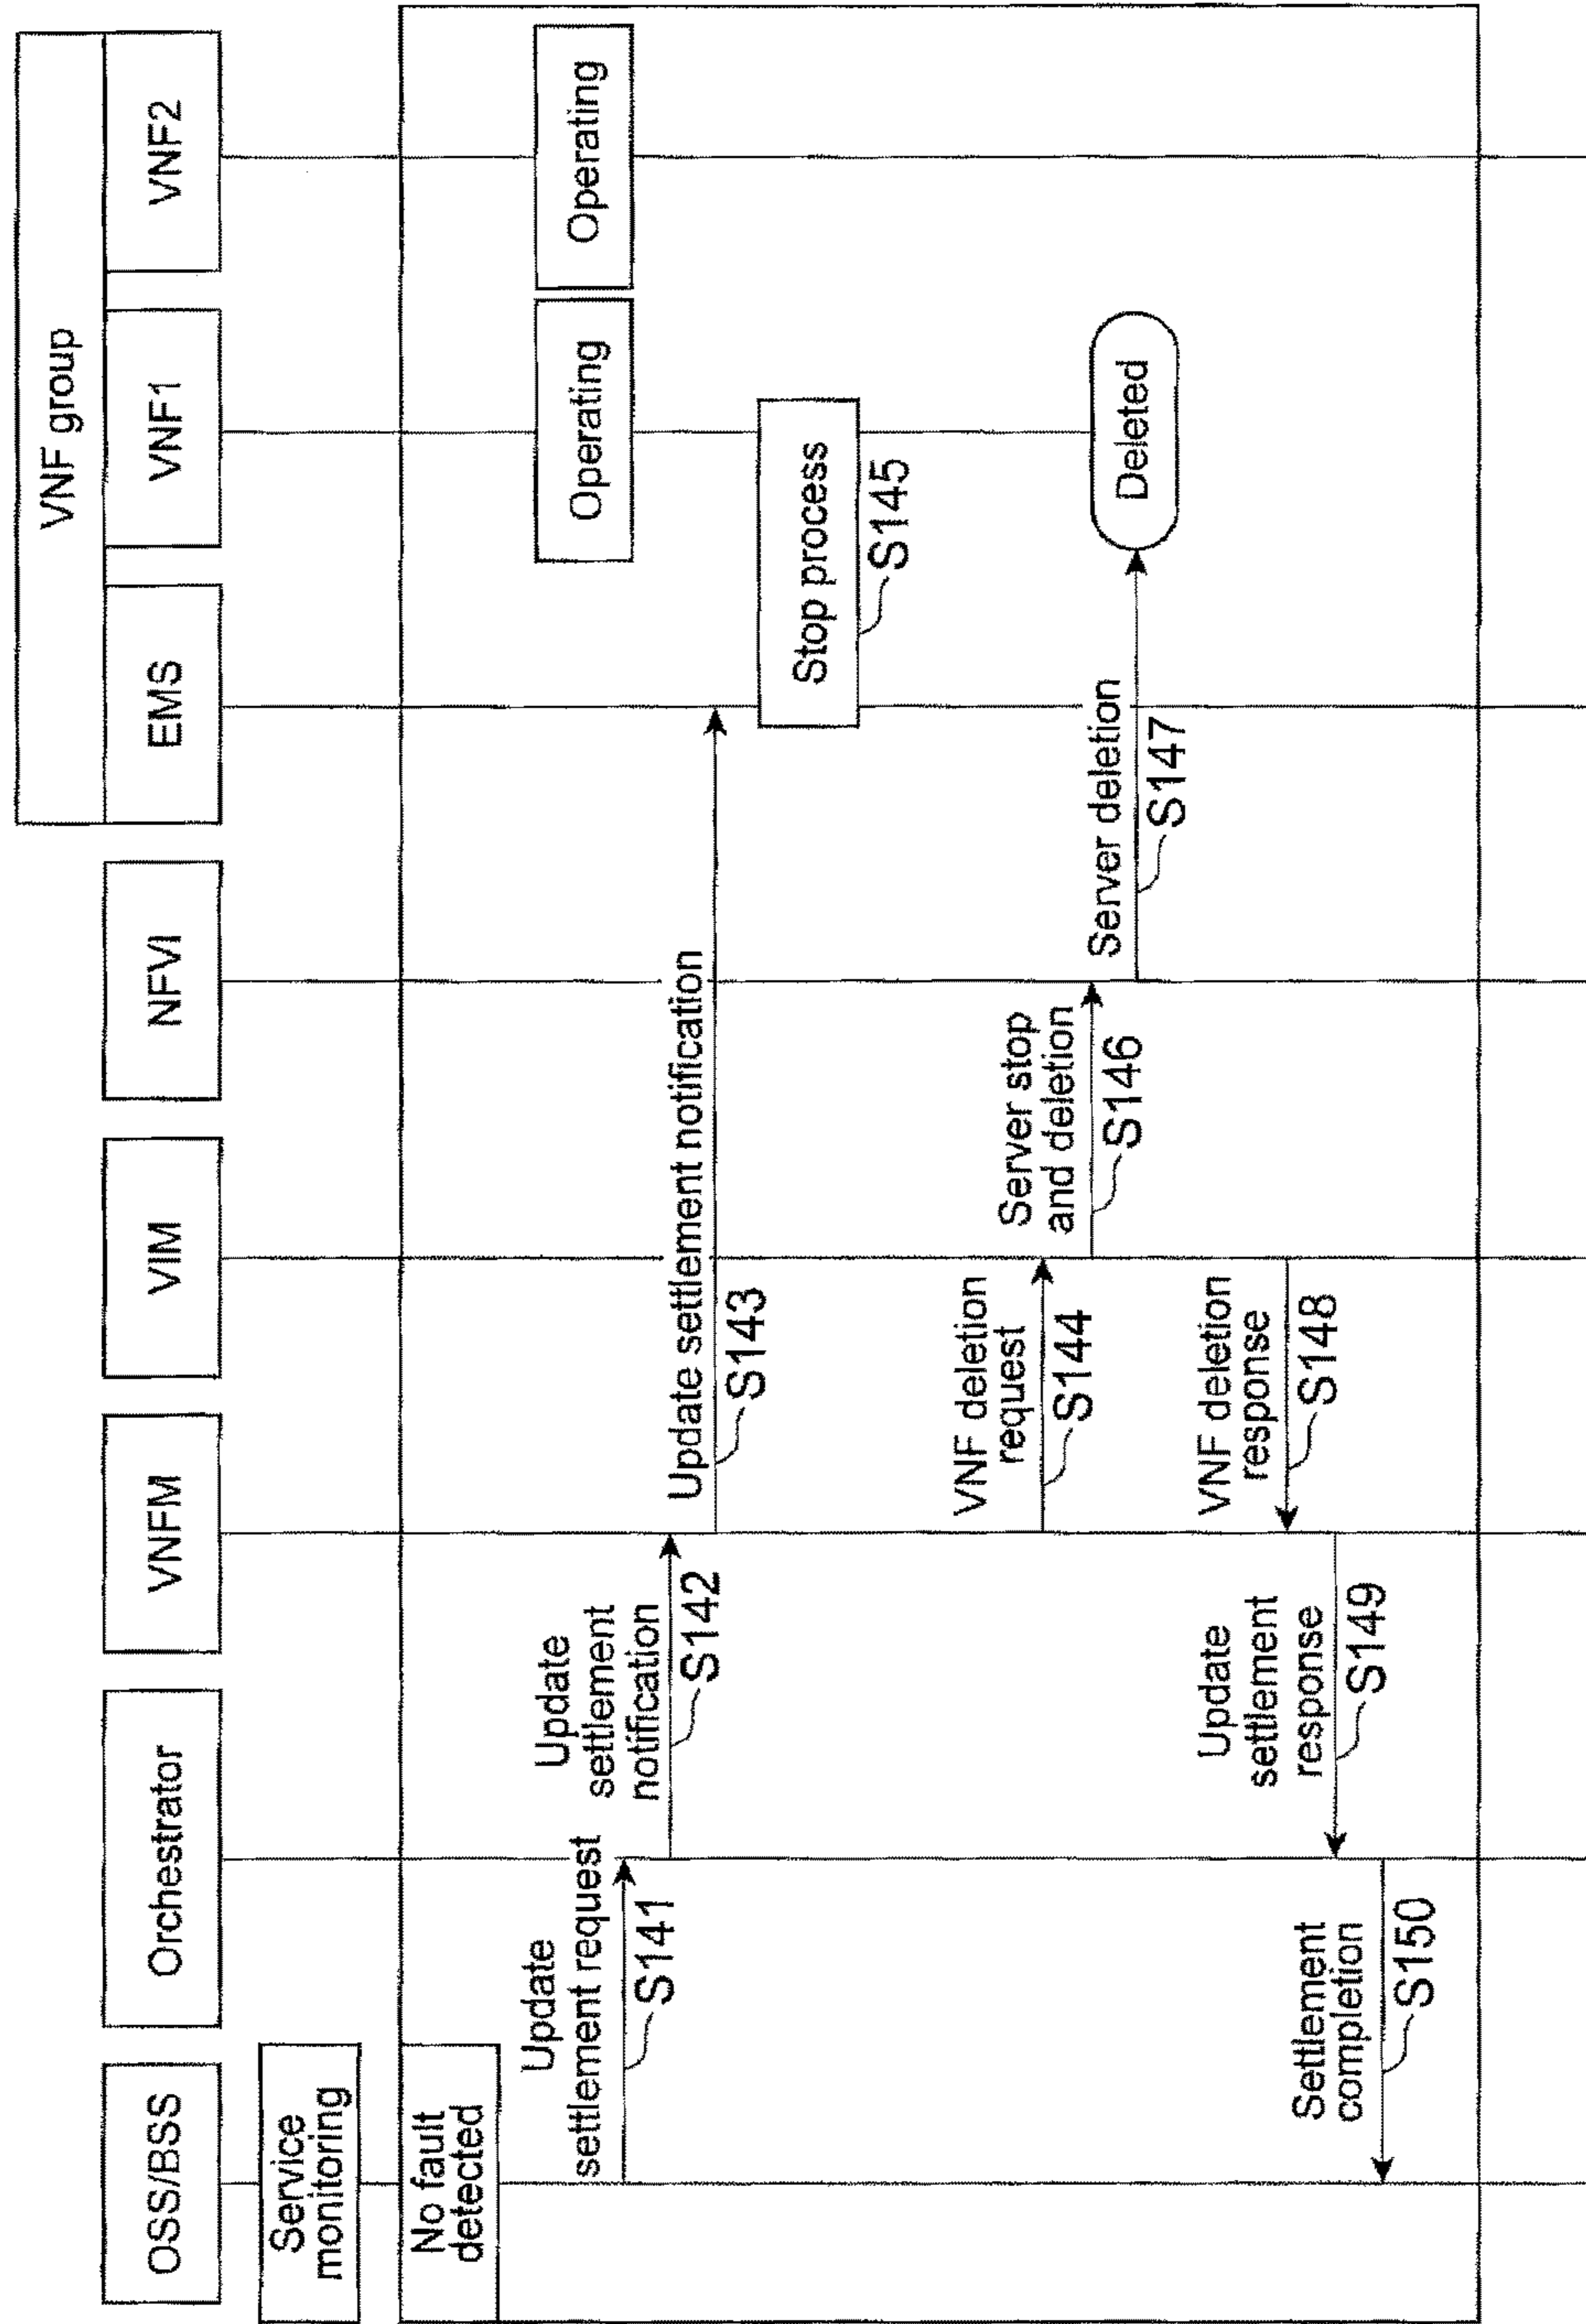 VNF group
OSS/BSS
Orchestrator
VNFM
VIM
NFVI
EMS
VNF1
VNF2
Service
monitoring
No fault
detected
Operating
Operating
Update
settlement request
S141
Update
settlement
notification
S142
Update settlement notification
S143
Stop process
S145
VNF deletion
request
S144
Server stop
and deletion
S146
Server deletion
S147
Deleted
VNF deletion
response
S148
Update
settlement
response
S149
Settlement
completion
S150